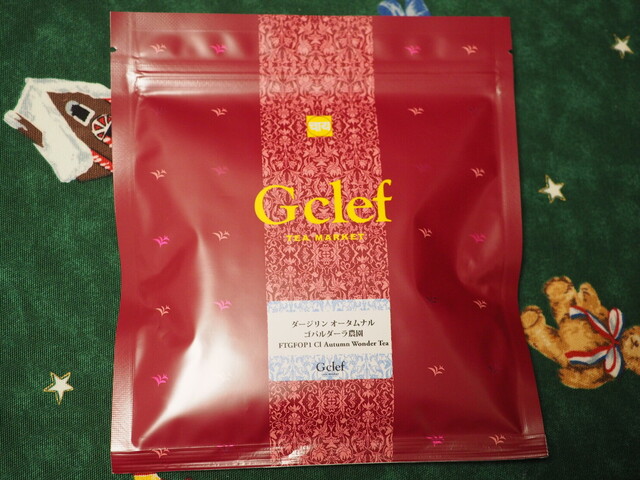 Gclef
TEA MARKET
ダージリン オータムナル
ゴパルダーラ農園
FTGFOP1 Cl Autumn Wonder Tea
Gclef